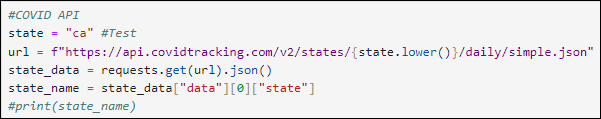 #COVID API
state = "ca" #Test
url = f"https://api.covidtracking.com/v2/states/{state.lower()}/daily/simple.json"
state_data = requests.get(url).json()
state_name = state_data["data"][0]["state"]
#print(state_name)